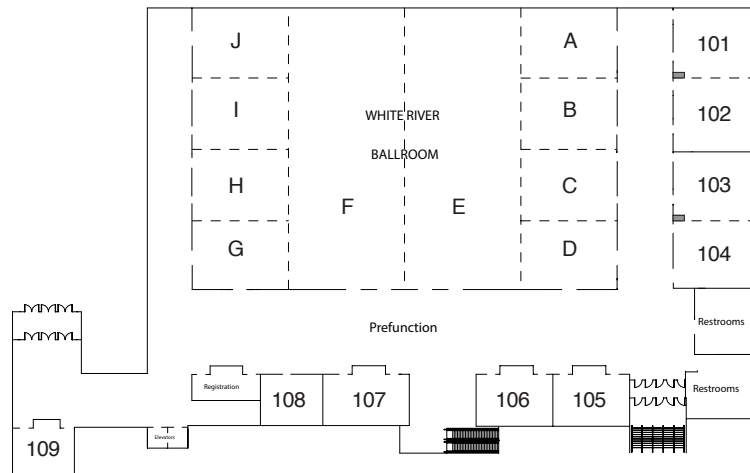 J
A
101
I
WHITE RIVER
B
102
BALLROOM
H
F
E
C
103
G
D
104
Prefunction
Restrooms
Registration
108
107
106
105
Restrooms
109
Elevators